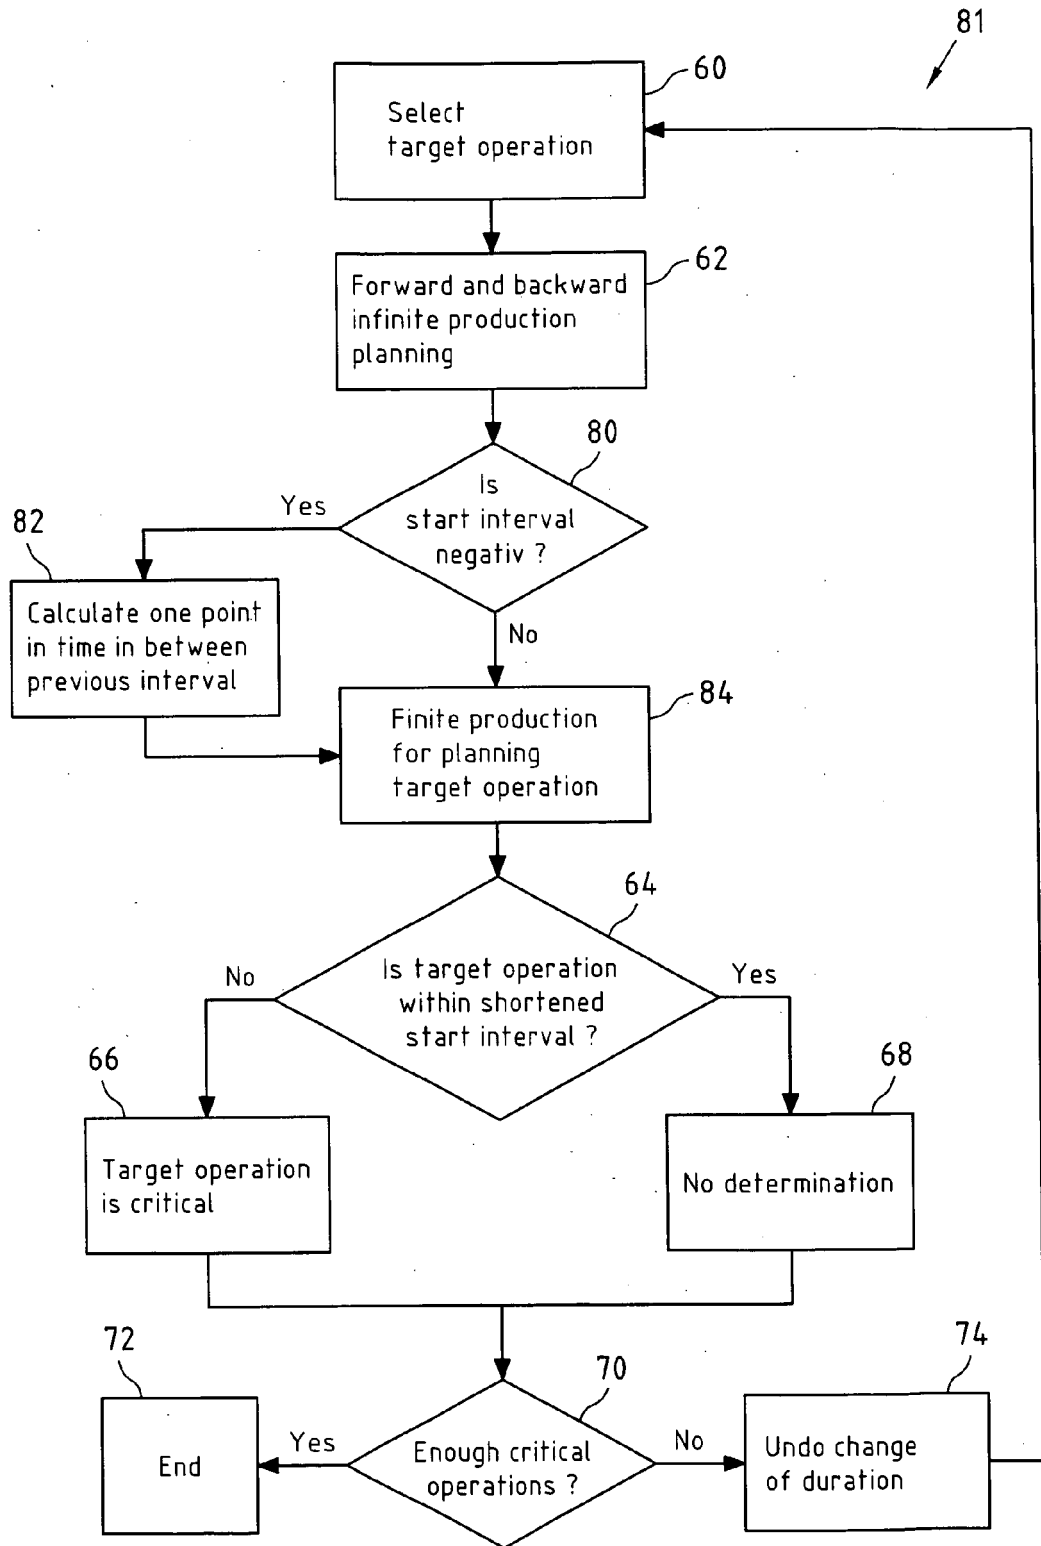 81
60
Select
target operation
62
Forward and backward
infinite production
planning
80
Is
start interval
negativ ?
Yes
No
82
Calculate one point
in time in between
previous interval
84
Finite production
for planning
target operation
64
Is target operation
within shortened
start interval ?
No
Yes
66
Target operation
is critical
68
No determination
70
Enough critical
operations ?
Yes
No
72
End
74
Undo change
of duration